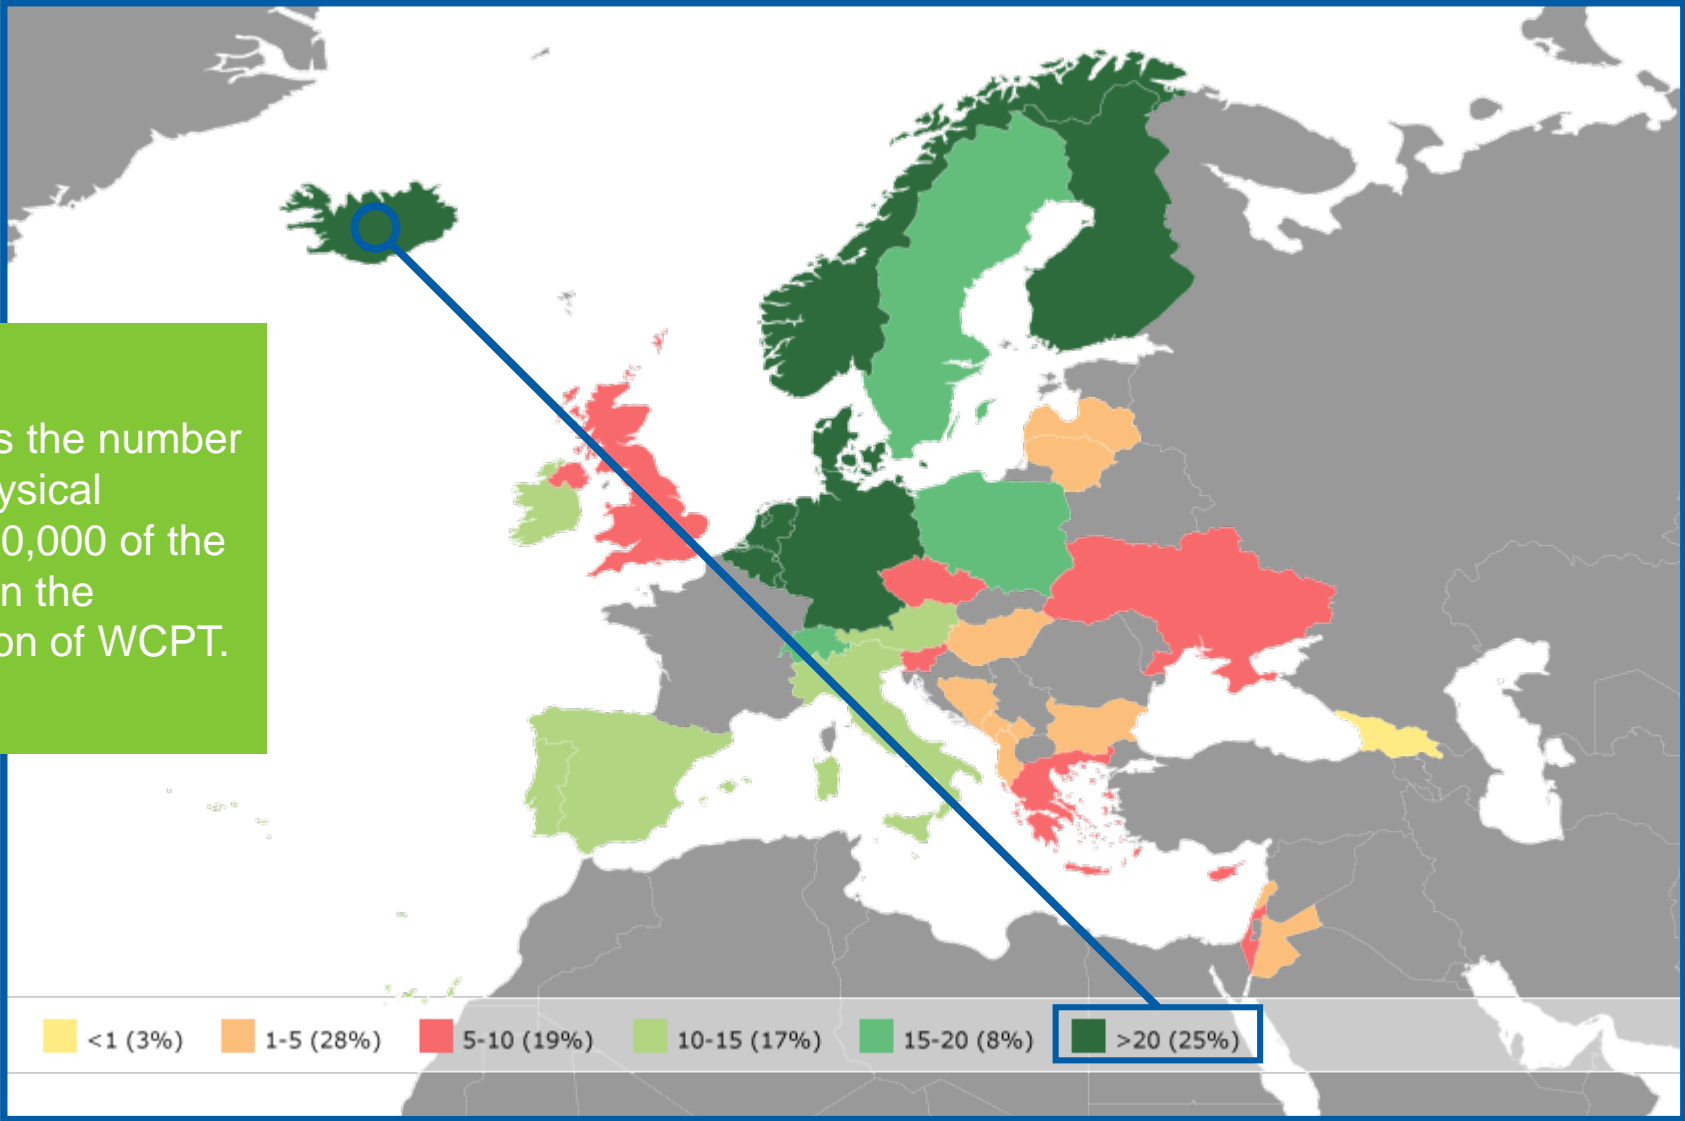 s the number
ysical
0,000 of the
n the
on of WCPT.
<1 (3%) 1-5 (28%) 5-10 (19%) 10-15 (17%) 15-20 (8%) >20 (25%)